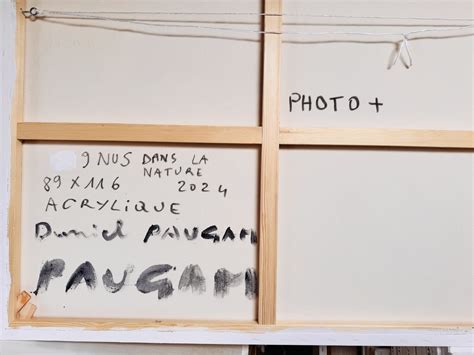 PHOTO +
9 NUS DANS LA
NATURE
89 X 116 2024
ACRYLIQUE
Daniel PAUGAM
PAUGAM